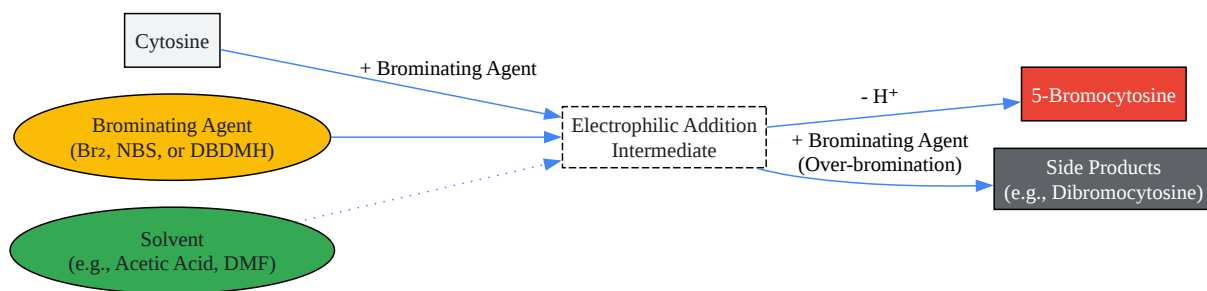 Cytosine
+ Brominating Agent
Brominating Agent
(Br₂, NBS, or DBDMH)
Solvent
(e.g., Acetic Acid, DMF)
Electrophilic Addition
Intermediate
- H⁺
+ Brominating Agent
(Over-bromination)
5-Bromocytosine
Side Products
(e.g., Dibromocytosine)